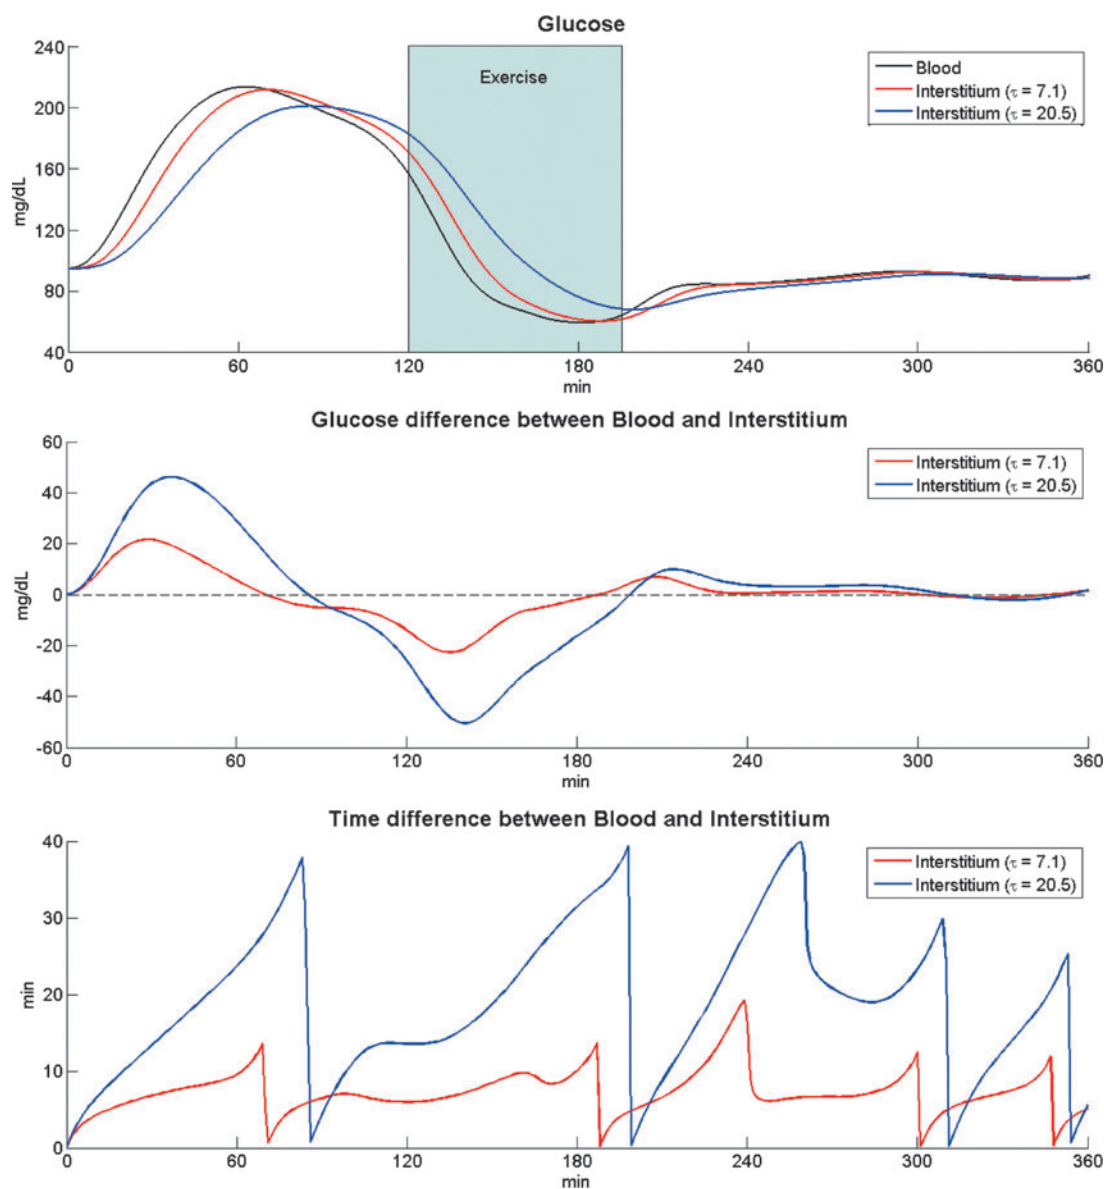 Glucose
240
200
160
120
80
40
mg/dL
Exercise
Blood
Interstitium (τ = 7.1)
Interstitium (τ = 20.5)
0 60 120 180 240 300 360
min
Glucose difference between Blood and Interstitium
60
40
20
0
-20
-40
-60
mg/dL
Interstitium (τ = 7.1)
Interstitium (τ = 20.5)
0 60 120 180 240 300 360
min
Time difference between Blood and Interstitium
40
30
20
10
0
min
Interstitium (τ = 7.1)
Interstitium (τ = 20.5)
0 60 120 180 240 300 360
min